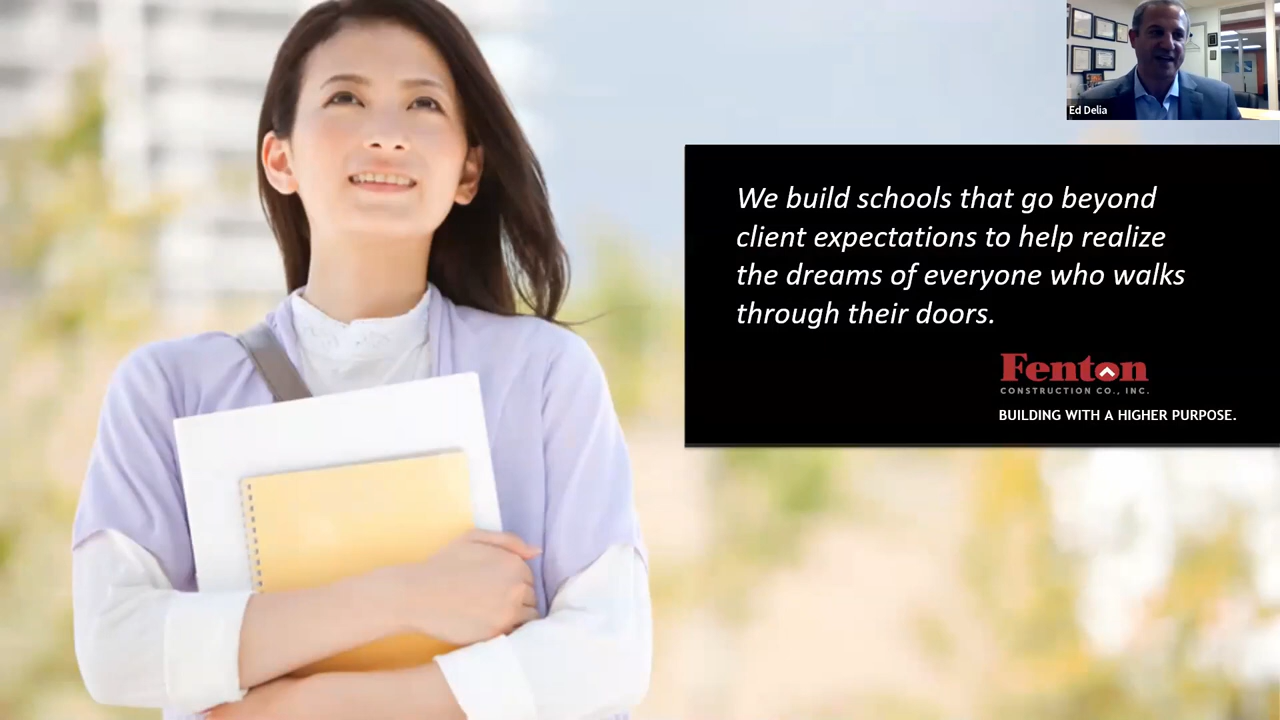 Ed Delia
We build schools that go beyond
client expectations to help realize
the dreams of everyone who walks
through their doors.
Fenton
CONSTRUCTION CO., INC.
BUILDING WITH A HIGHER PURPOSE.